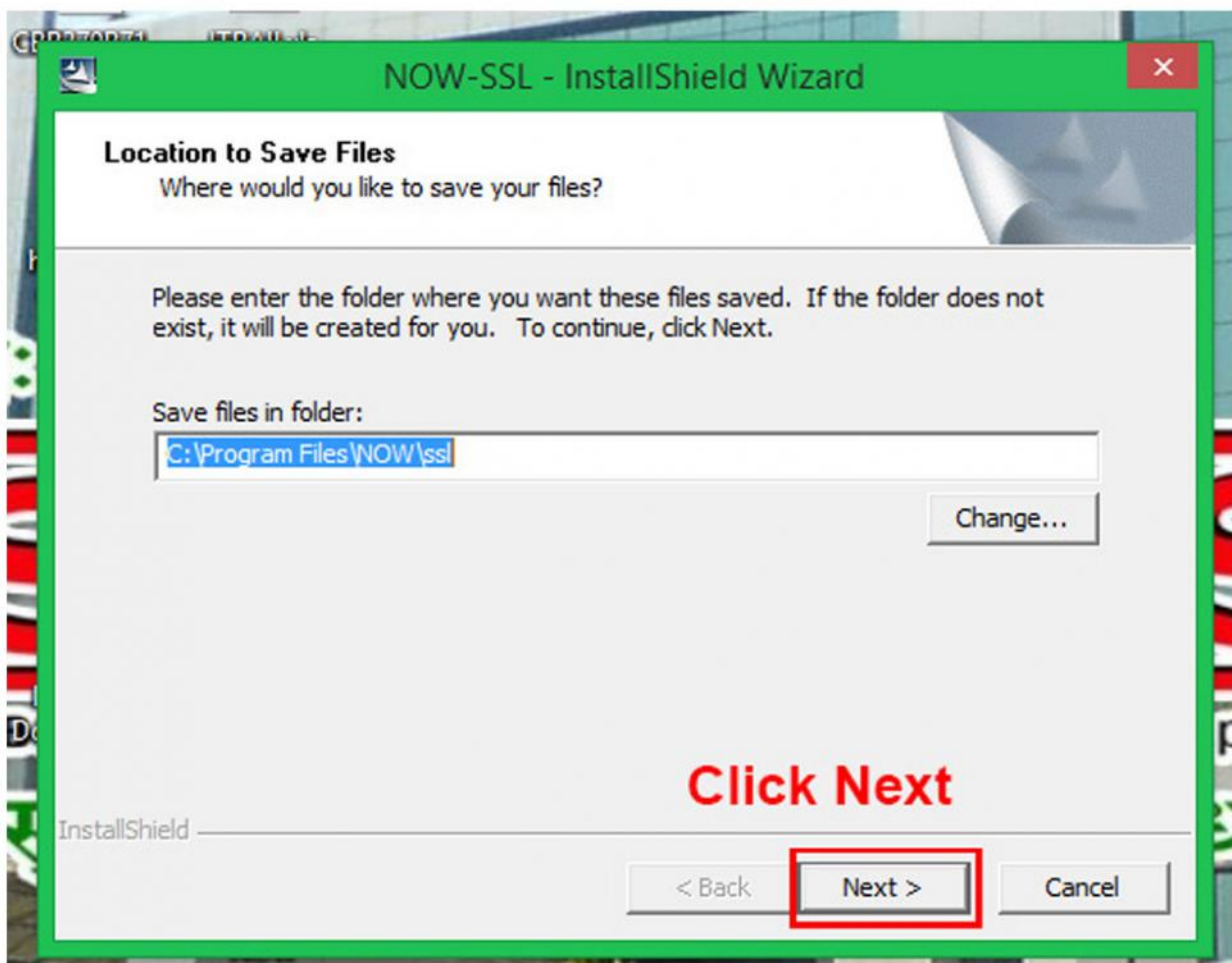 NOW-SSL - InstallShield Wizard
Location to Save Files
Where would you like to save your files?
Please enter the folder where you want these files saved. If the folder does not
exist, it will be created for you. To continue, click Next.
Save files in folder:
C:\Program Files\NOW\ssl
Change...
Click Next
InstallShield
< Back
Next >
Cancel